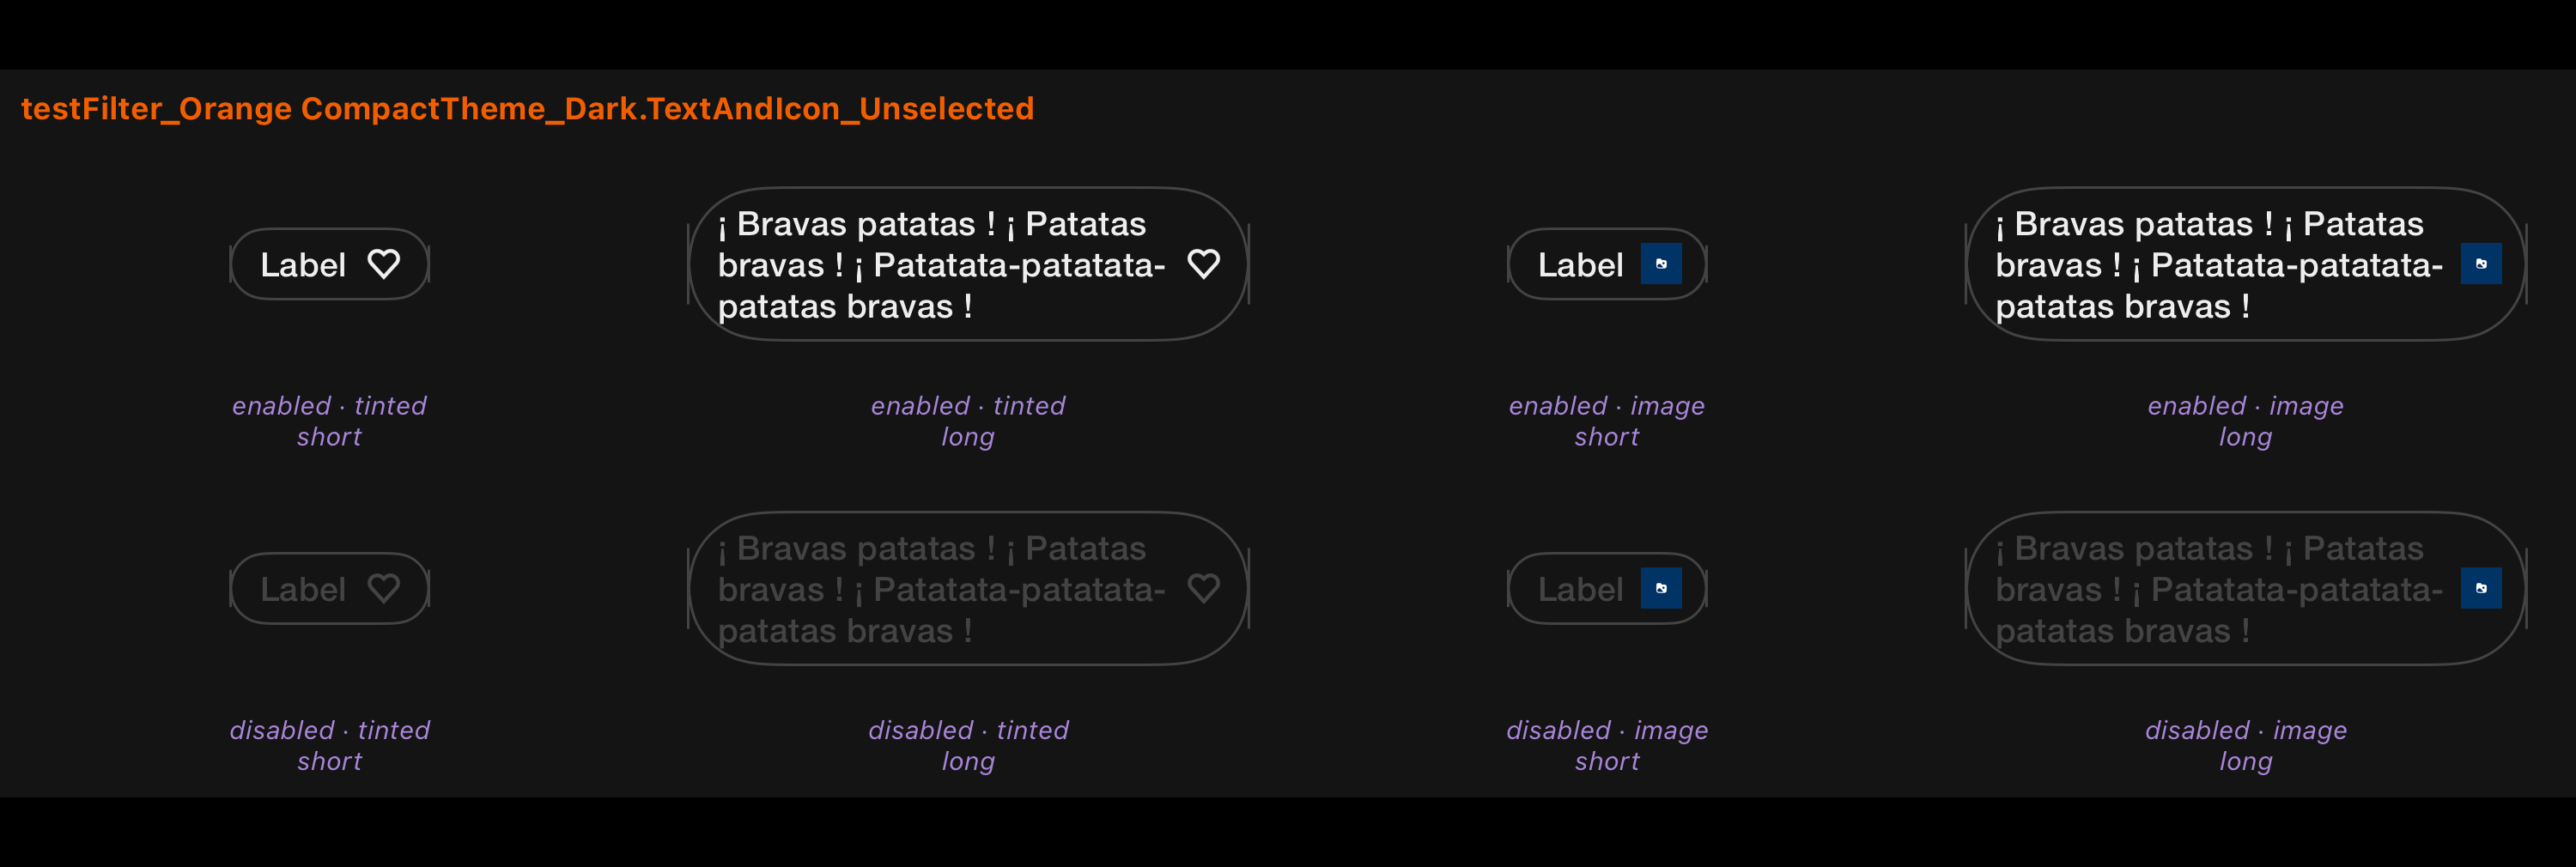 testFilter_Orange CompactTheme_Dark.TextAndIcon_Unselected
Label
¡ Bravas patatas ! ¡ Patatas
bravas ! ¡ Patatata-patatata-
patatas bravas !
Label
¡ Bravas patatas ! ¡ Patatas
bravas ! ¡ Patatata-patatata-
patatas bravas !
enabled · tinted
short
enabled · tinted
long
enabled · image
short
enabled · image
long
Label
¡ Bravas patatas ! ¡ Patatas
bravas ! ¡ Patatata-patatata-
patatas bravas !
Label
¡ Bravas patatas ! ¡ Patatas
bravas ! ¡ Patatata-patatata-
patatas bravas !
disabled · tinted
short
disabled · tinted
long
disabled · image
short
disabled · image
long